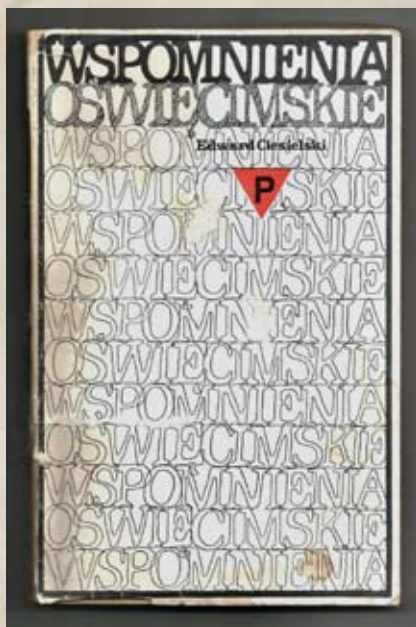 WSPOMNIENIA
OŚWIĘCIMSKIE
WSPOMNIENIA
Edward Ciesielski
OŚWIĘCIMSKIE
P
WSPOMNIENIA
OŚWIĘCIMSKIE
WSPOMNIENIA
OŚWIĘCIMSKIE
WSPOMNIENIA
OŚWIĘCIMSKIE
WSPOMNIENIA
OŚWIĘCIMSKIE
WSPOMNIENIA